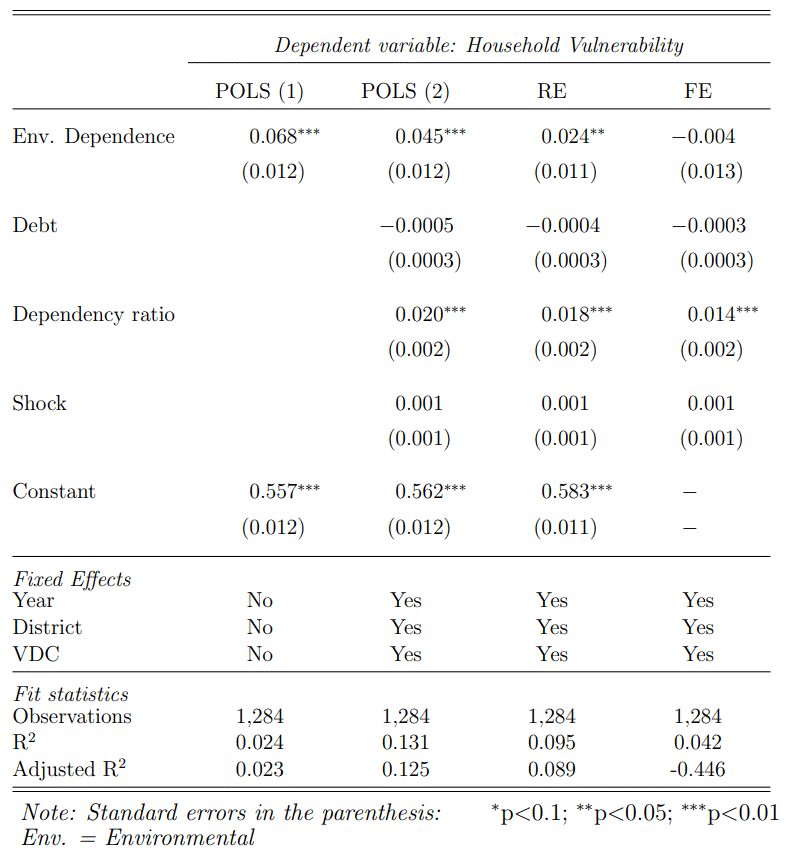 Dependent variable: Household Vulnerability
POLS (1) POLS (2) RE FE
Env. Dependence 0.068*** 0.045*** 0.024** −0.004
(0.012) (0.012) (0.011) (0.013)
Debt −0.0005 −0.0004 −0.0003
(0.0003) (0.0003) (0.0003)
Dependency ratio 0.020*** 0.018*** 0.014***
(0.002) (0.002) (0.002)
Shock 0.001 0.001 0.001
(0.001) (0.001) (0.001)
Constant 0.557*** 0.562*** 0.583*** −
(0.012) (0.012) (0.011) −
Fixed Effects
Year No Yes Yes Yes
District No Yes Yes Yes
VDC No Yes Yes Yes
Fit statistics
Observations 1,284 1,284 1,284 1,284
R² 0.024 0.131 0.095 0.042
Adjusted R² 0.023 0.125 0.089 -0.446
Note: Standard errors in the parenthesis: *p<0.1; **p<0.05; ***p<0.01
Env. = Environmental